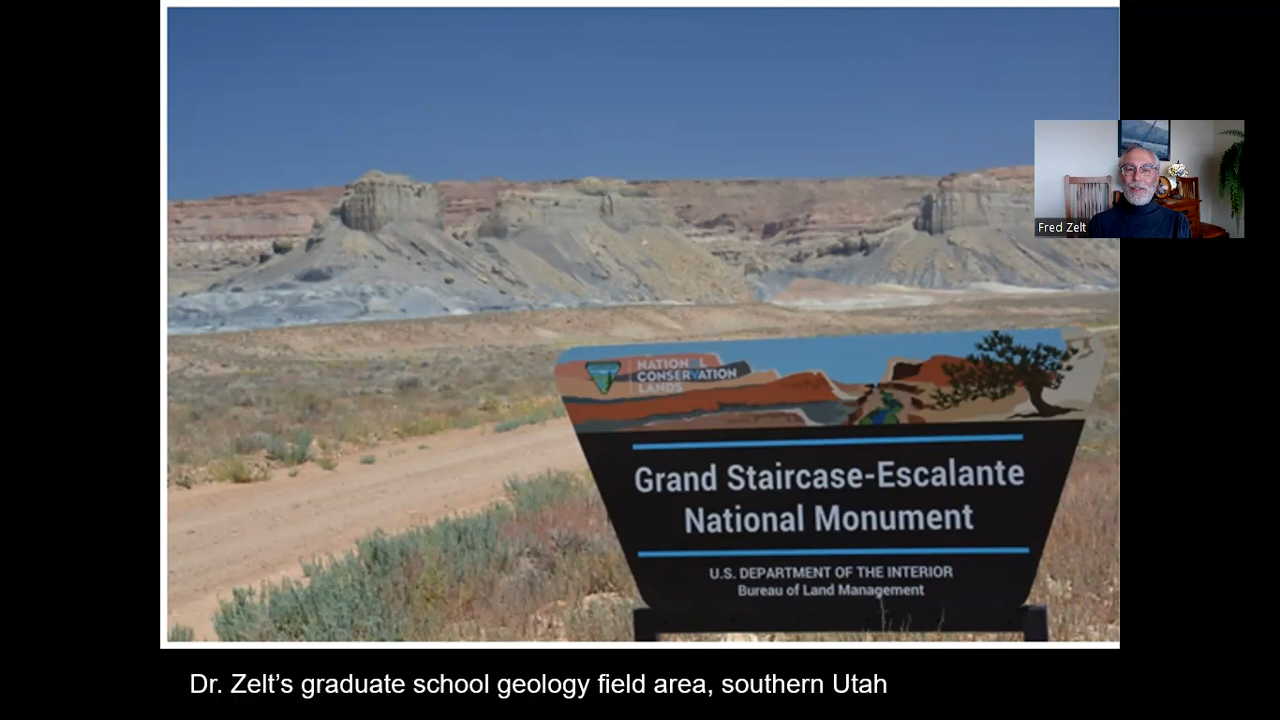 NATIONAL
CONSERVATION
LANDS
Grand Staircase-Escalante
National Monument
U.S. DEPARTMENT OF THE INTERIOR
Bureau of Land Management
Fred Zelt
Dr. Zelt’s graduate school geology field area, southern Utah